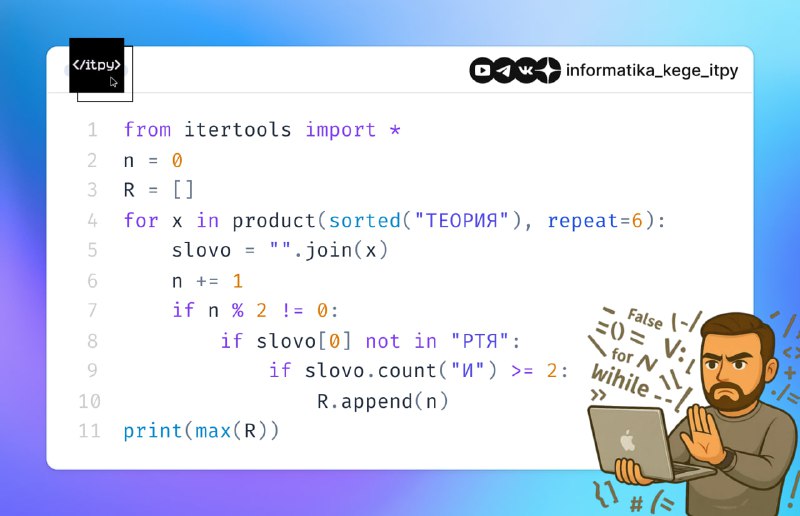 </itpy>
informatika_kege_itpy
1 from itertools import *
2 n = 0
3 R = []
4 for x in product(sorted("ТЕОРИЯ"), repeat=6):
5 slovo = "".join(x)
6 n += 1
7 if n % 2 != 0:
8 if slovo[0] not in "РТЯ":
9 if slovo.count("И") >= 2:
10 R.append(n)
11 print(max(R))
False
for N
V:
wihile